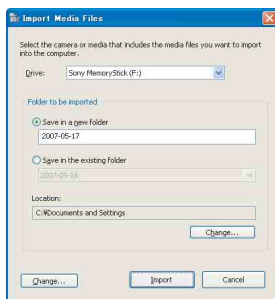 Import Media Files
Select the camera or media that includes the media files you want to import
into the computer.
Drive: Sony MemoryStick (F:)
Folder to be imported
Save in a new folder
2007-05-17
Save in the existing folder
2007-05-16
Location:
C:¥Documents and Settings
Change...
Change... Import Cancel